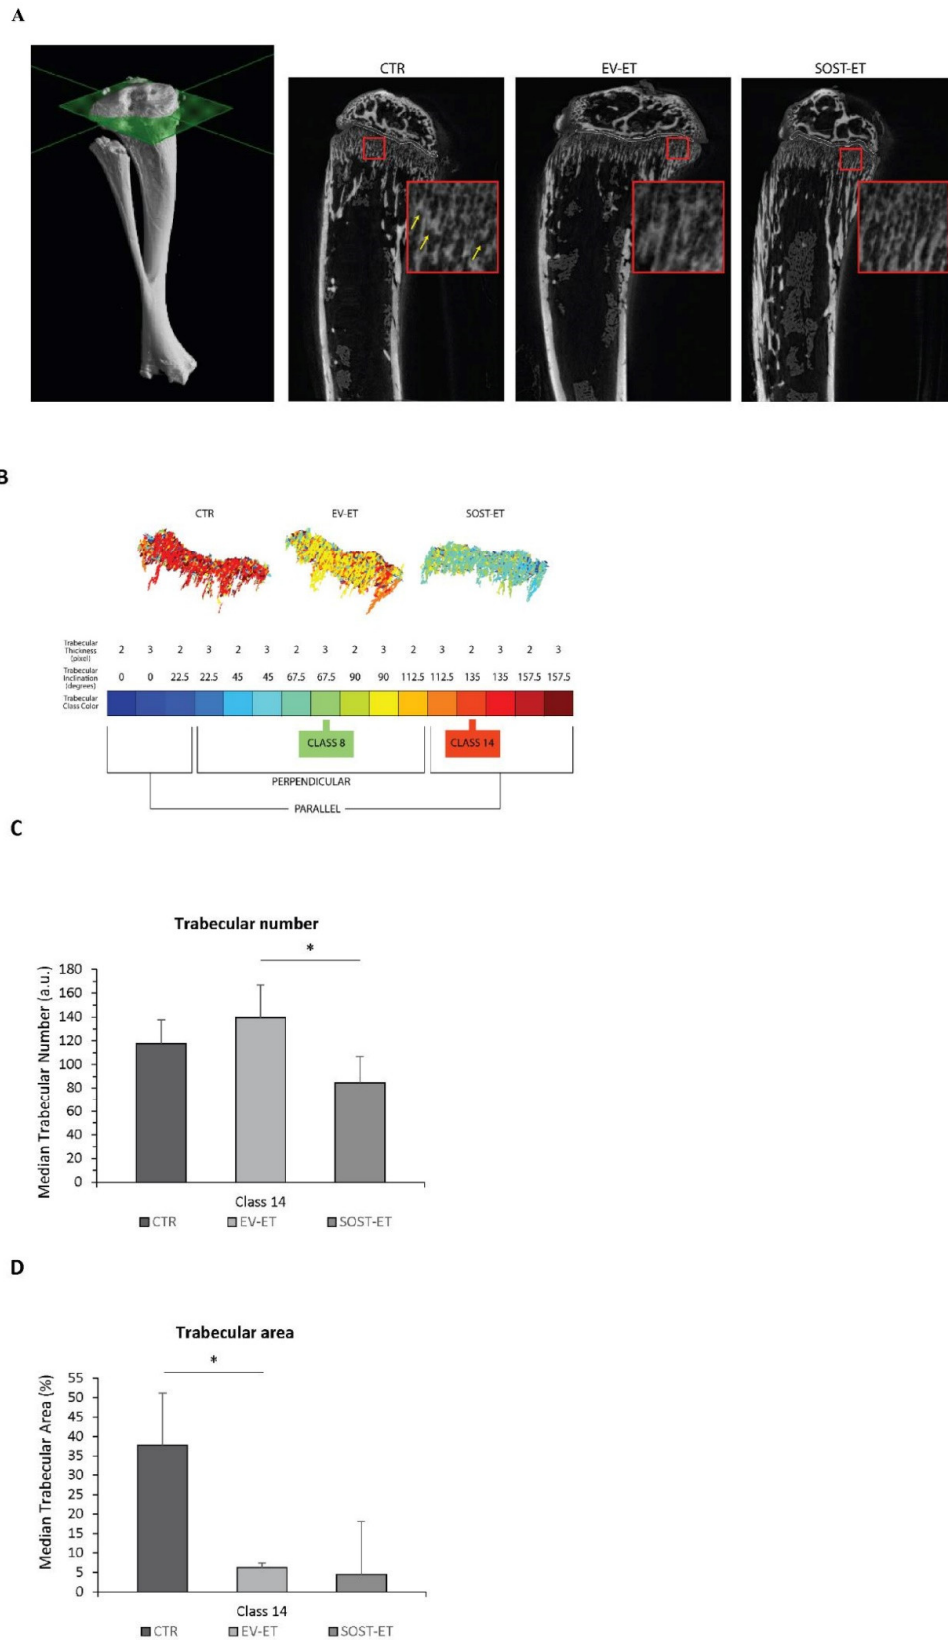 A
CTR EV-ET SOST-ET
B
CTR EV-ET SOST-ET
Trabecular
Thickness
(pixel)
2 3 2 3 2 3 2 3 2 3 2 3 2 3 2 3
Trabecular
Inclination
(degrees)
0 0 22.5 22.5 45 45 67.5 67.5 90 90 112.5 112.5 135 135 157.5 157.5
Trabecular
Class Color
CLASS 8 CLASS 14
PERPENDICULAR
PARALLEL
C
Trabecular number
*
Median Trabecular Number (a.u.)
180
160
140
120
100
80
60
40
20
0
Class 14
CTR EV-ET SOST-ET
D
Trabecular area
*
Median Trabecular Area (%)
55
50
45
40
35
30
25
20
15
10
5
0
Class 14
CTR EV-ET SOST-ET